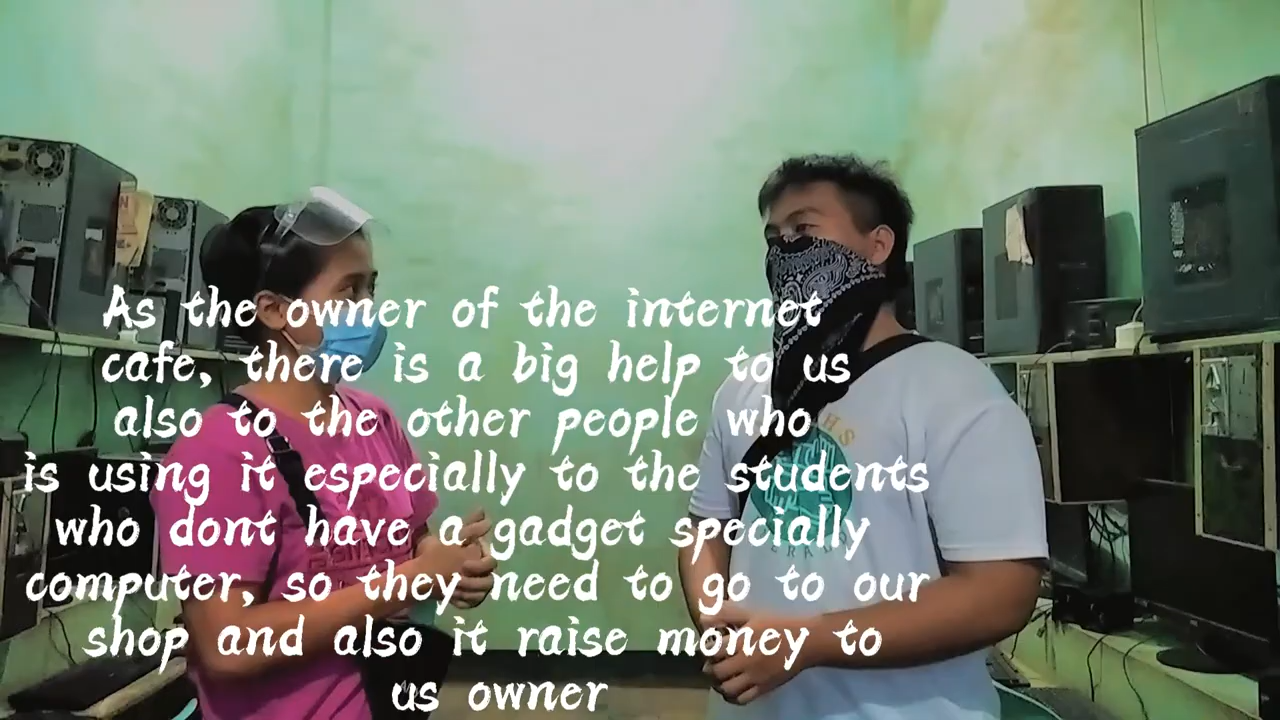 As the owner of the internet
cafe, there is a big help to us
also to the other people who
is using it especially to the students
who dont have a gadget specially
computer, so they need to go to our
shop and also it raise money to
us owner